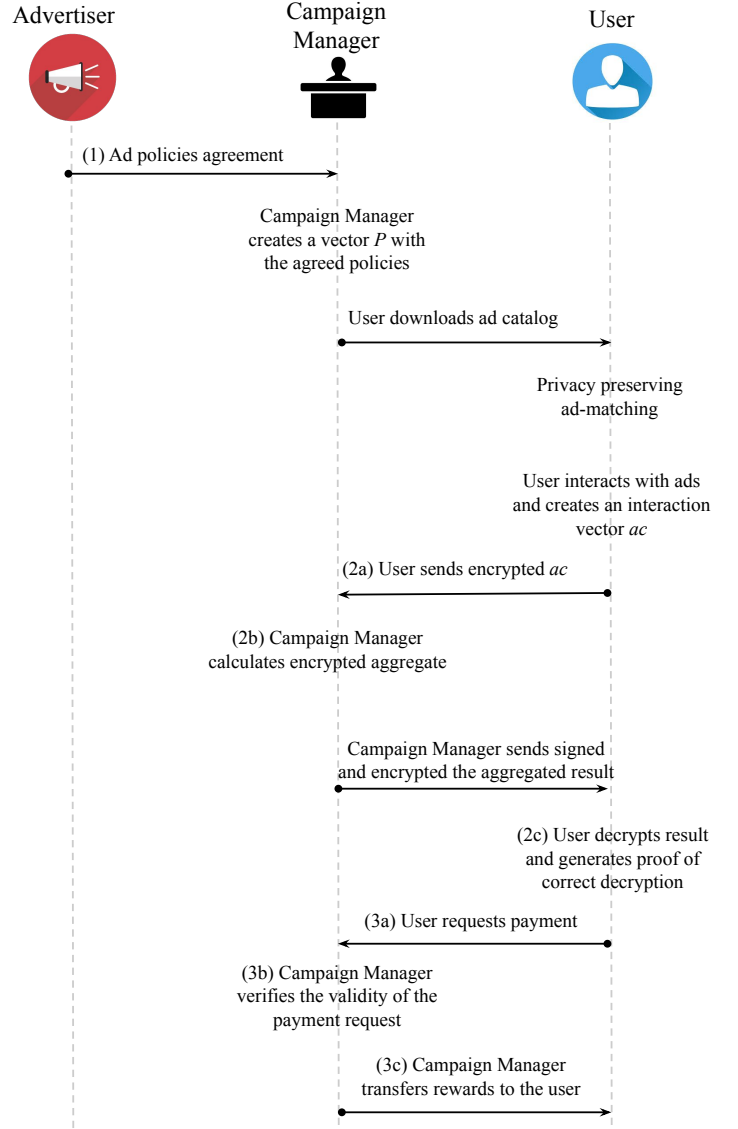 Advertiser
Campaign
Manager
User
(1) Ad policies agreement
Campaign Manager
creates a vector P with
the agreed policies
User downloads ad catalog
Privacy preserving
ad-matching
User interacts with ads
and creates an interaction
vector ac
(2a) User sends encrypted ac
(2b) Campaign Manager
calculates encrypted aggregate
Campaign Manager sends signed
and encrypted the aggregated result
(2c) User decrypts result
and generates proof of
correct decryption
(3a) User requests payment
(3b) Campaign Manager
verifies the validity of the
payment request
(3c) Campaign Manager
transfers rewards to the user